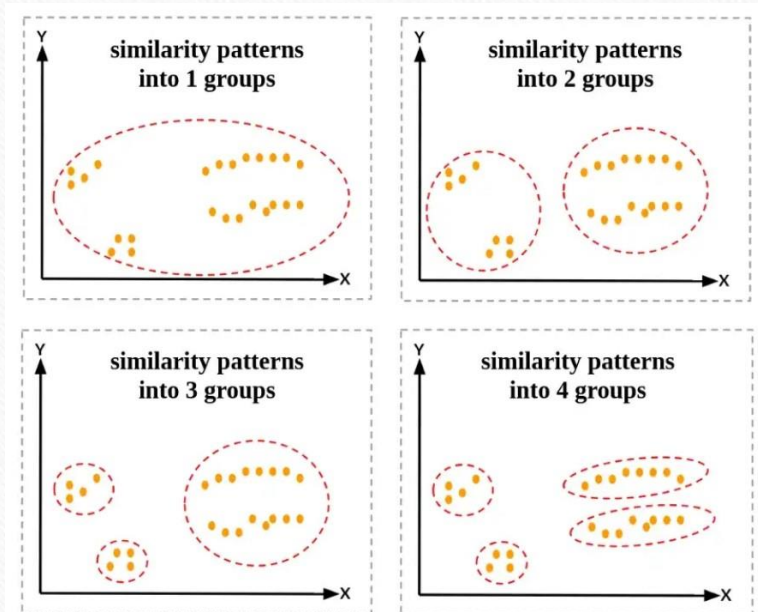 Y
similarity patterns
into 1 groups
X
Y
similarity patterns
into 2 groups
X
Y
similarity patterns
into 3 groups
X
Y
similarity patterns
into 4 groups
X